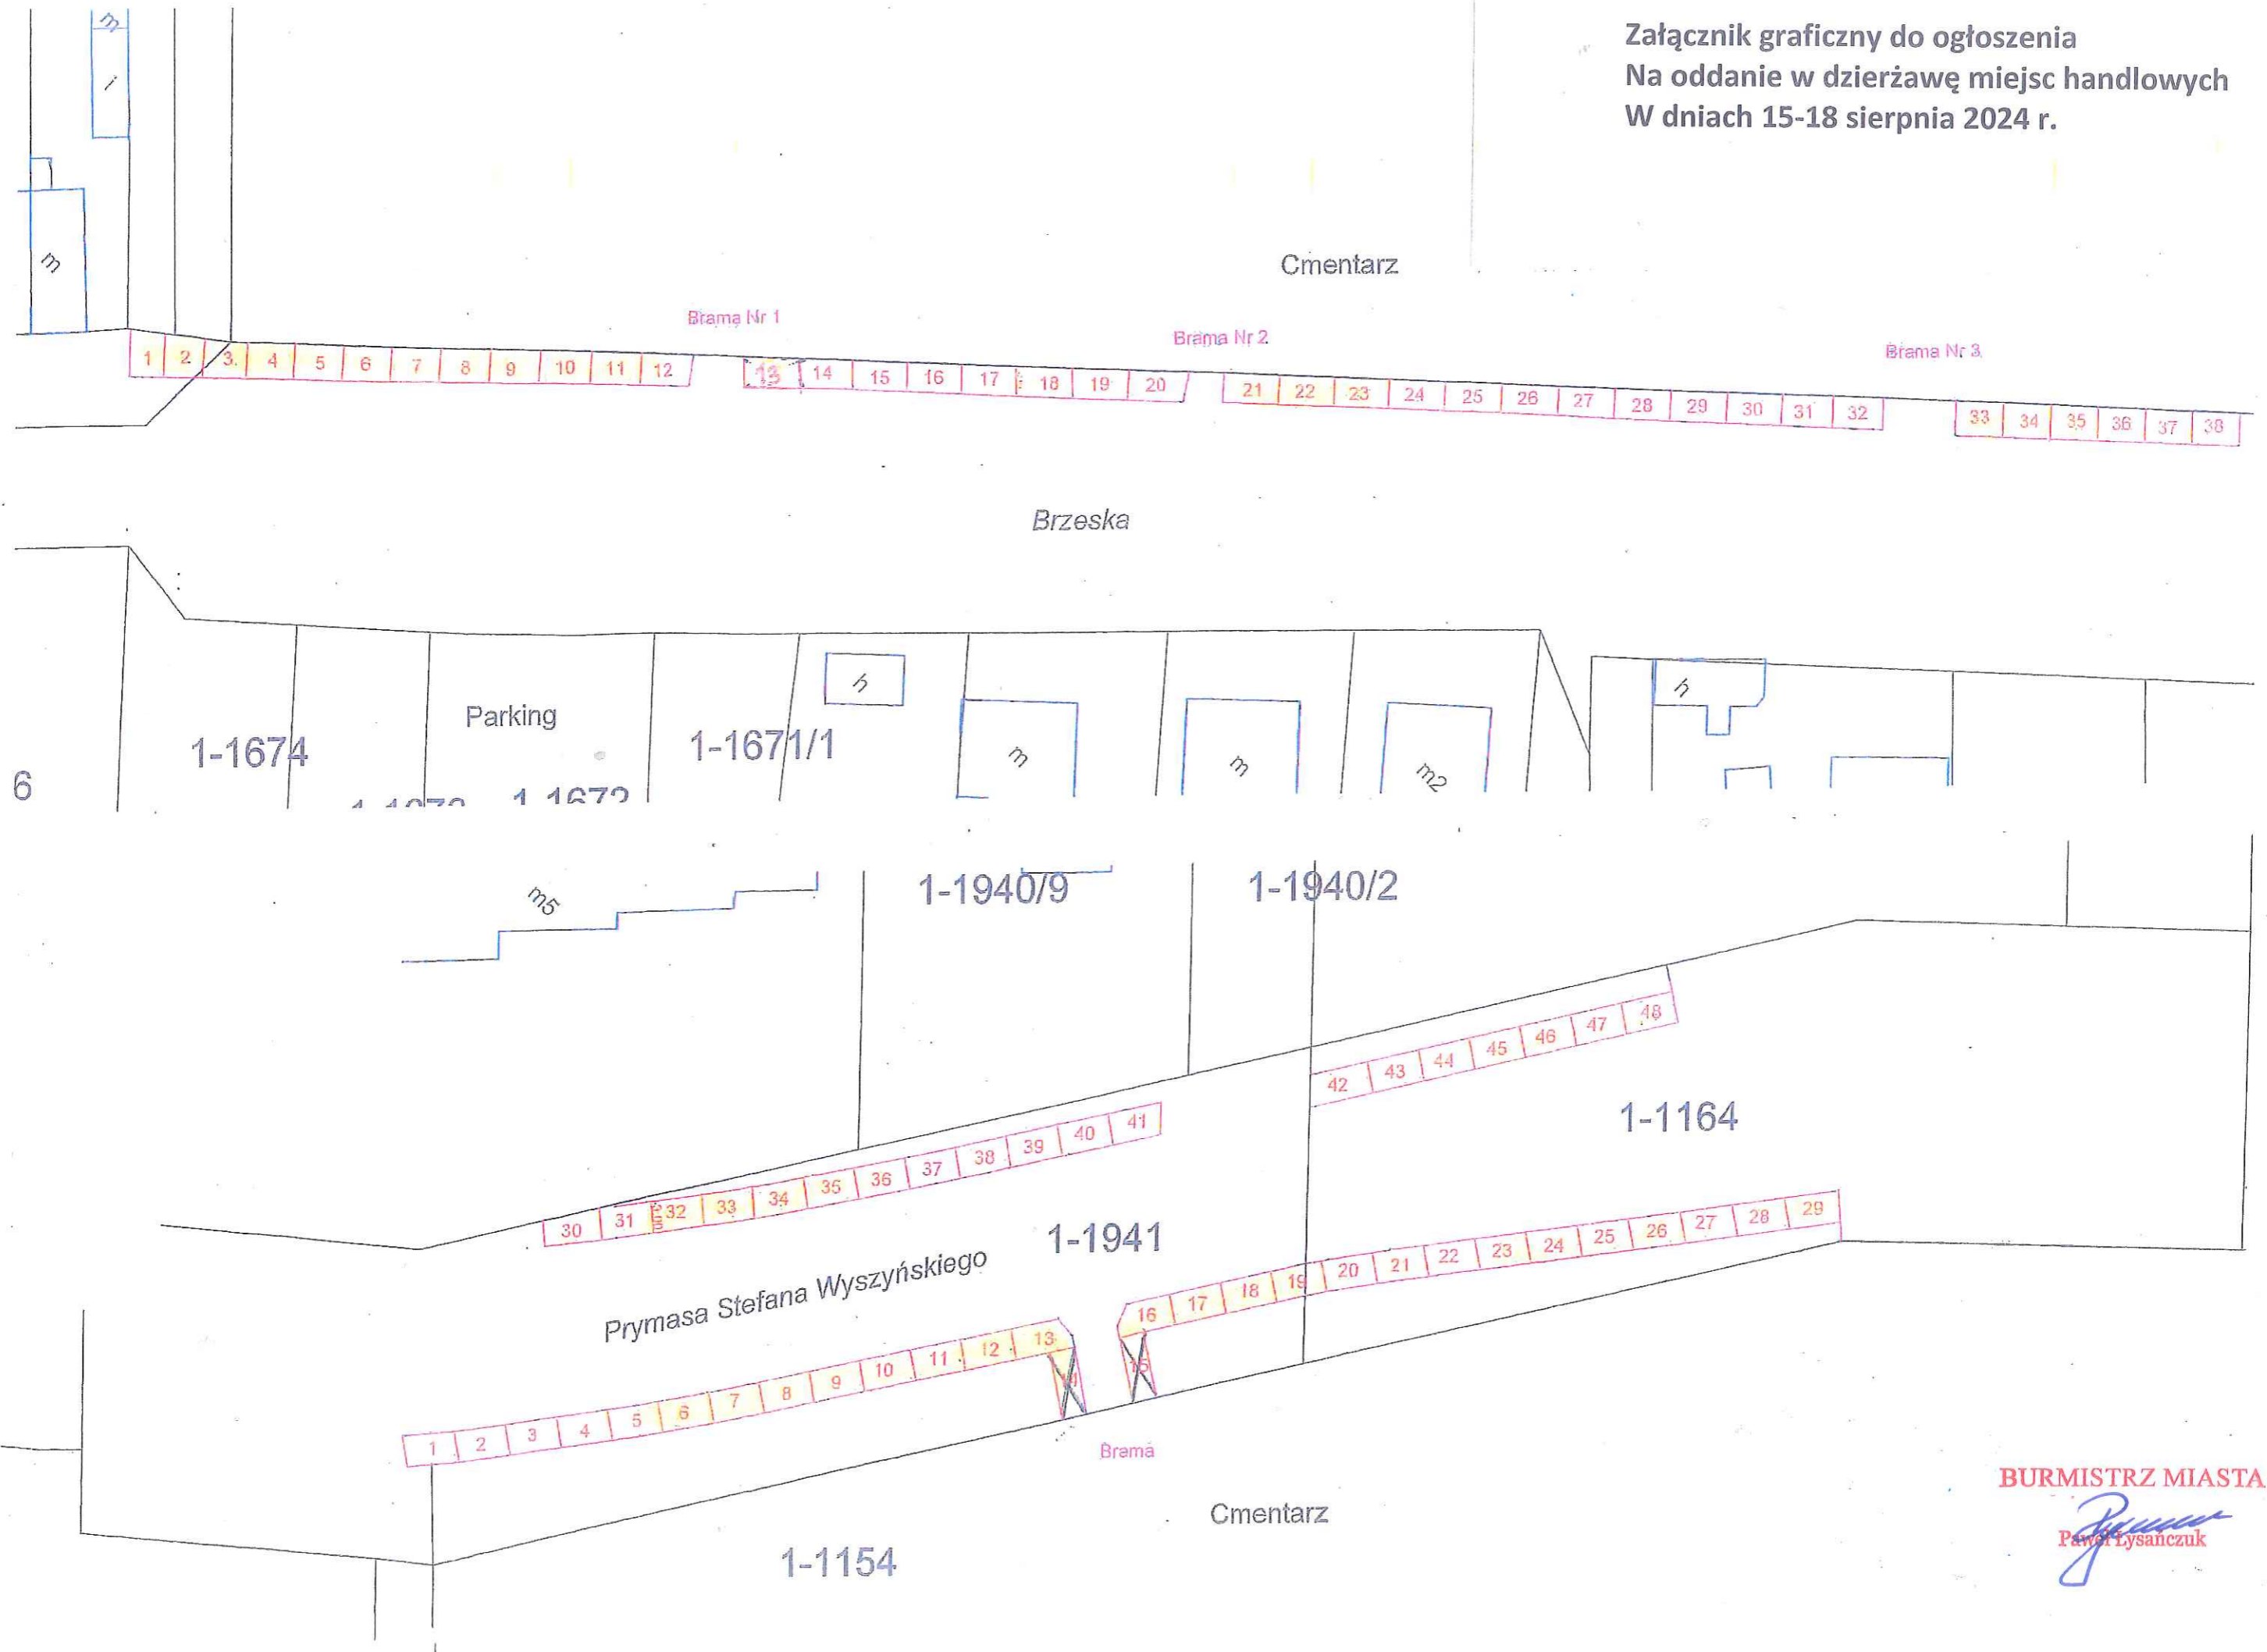 Załącznik graficzny do ogłoszenia
Na oddanie w dzierżawę miejsc handlowych
W dniach 15-18 sierpnia 2024 r.
m
i
m
Cmentarz
Brama Nr 1
Brama Nr 2
Brama Nr 3
1 2 3 4 5 6 7 8 9 10 11 12 13 14 15 16 17 18 19 20 21 22 23 24 25 26 27 28 29 30 31 32 33 34 35 36 37 38
Brzeska
h
h
Parking
1-1674
1-1671/1
m
m
m2
6
1-1672
m5
1-1940/9
1-1940/2
42 43 44 45 46 47 48
1-1164
30 31 32 33 34 35 36 37 38 39 40 41
1-1941
Prymasa Stefana Wyszyńskiego
16 17 18 19 20 21 22 23 24 25 26 27 28 29
1 2 3 4 5 6 7 8 9 10 11 12 13
15
Brama
Cmentarz
1-1154
BURMISTRZ MIASTA
Paweł Łysańczuk